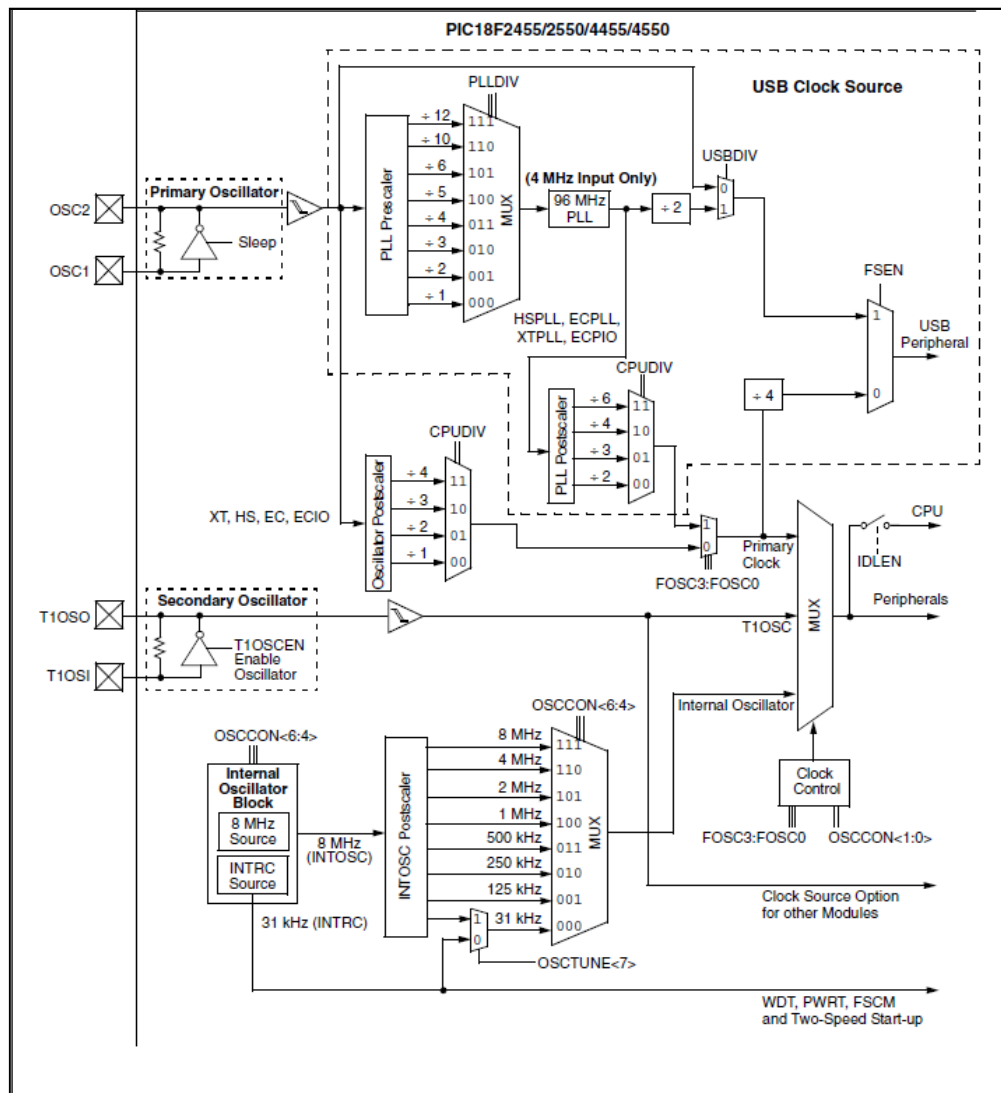 PIC18F2455/2550/4455/4550
USB Clock Source
PLLDIV
÷ 12
÷ 10
÷ 6
÷ 5
÷ 4
÷ 3
÷ 2
÷ 1
111
110
101
100
011
010
001
000
PLL Prescaler
MUX
(4 MHz Input Only)
96 MHz
PLL
÷ 2
USBDIV
0
1
Primary Oscillator
OSC2
Sleep
OSC1
HSPLL, ECPLL,
XTPLL, ECPIO
FSEN
1
USB
Peripheral
0
÷ 4
CPUDIV
PLL Postscaler
÷ 6
÷ 4
÷ 3
÷ 2
11
10
01
00
CPUDIV
XT, HS, EC, ECIO
Oscillator Postscaler
÷ 4
÷ 3
÷ 2
÷ 1
11
10
01
00
1
0
Primary
Clock
FOSC3:FOSC0
CPU
IDLEN
Peripherals
MUX
Secondary Oscillator
T1OSO
T1OSCEN
Enable
Oscillator
T1OSI
T1OSC
Internal Oscillator
OSCCON<6:4>
OSCCON<6:4>
Internal
Oscillator
Block
8 MHz
Source
INTRC
Source
8 MHz
(INTOSC)
31 kHz (INTRC)
INTOSC Postscaler
8 MHz
4 MHz
2 MHz
1 MHz
500 kHz
250 kHz
125 kHz
31 kHz
111
110
101
100
011
010
001
000
MUX
1
0
OSCTUNE<7>
Clock
Control
FOSC3:FOSC0
OSCCON<1:0>
Clock Source Option
for other Modules
WDT, PWRT, FSCM
and Two-Speed Start-up